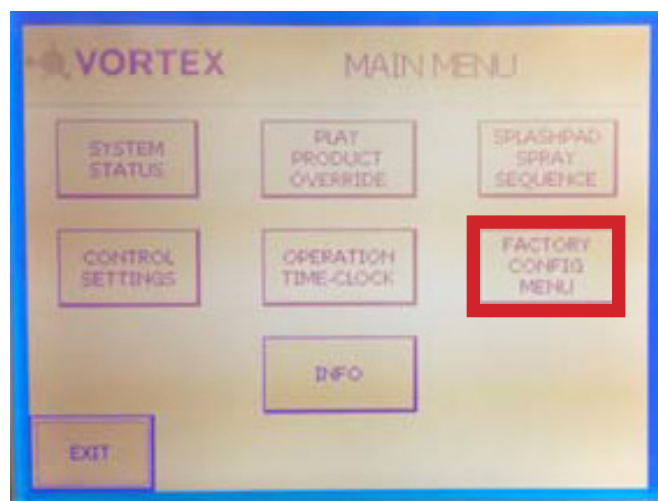 VORTEX
MAIN MENU
SYSTEM
STATUS
PLAY
PRODUCT
OVERRIDE
SPLASHPAD
SPRAY
SEQUENCE
CONTROL
SETTINGS
OPERATION
TIME-CLOCK
FACTORY
CONFIG
MENU
INFO
EXIT